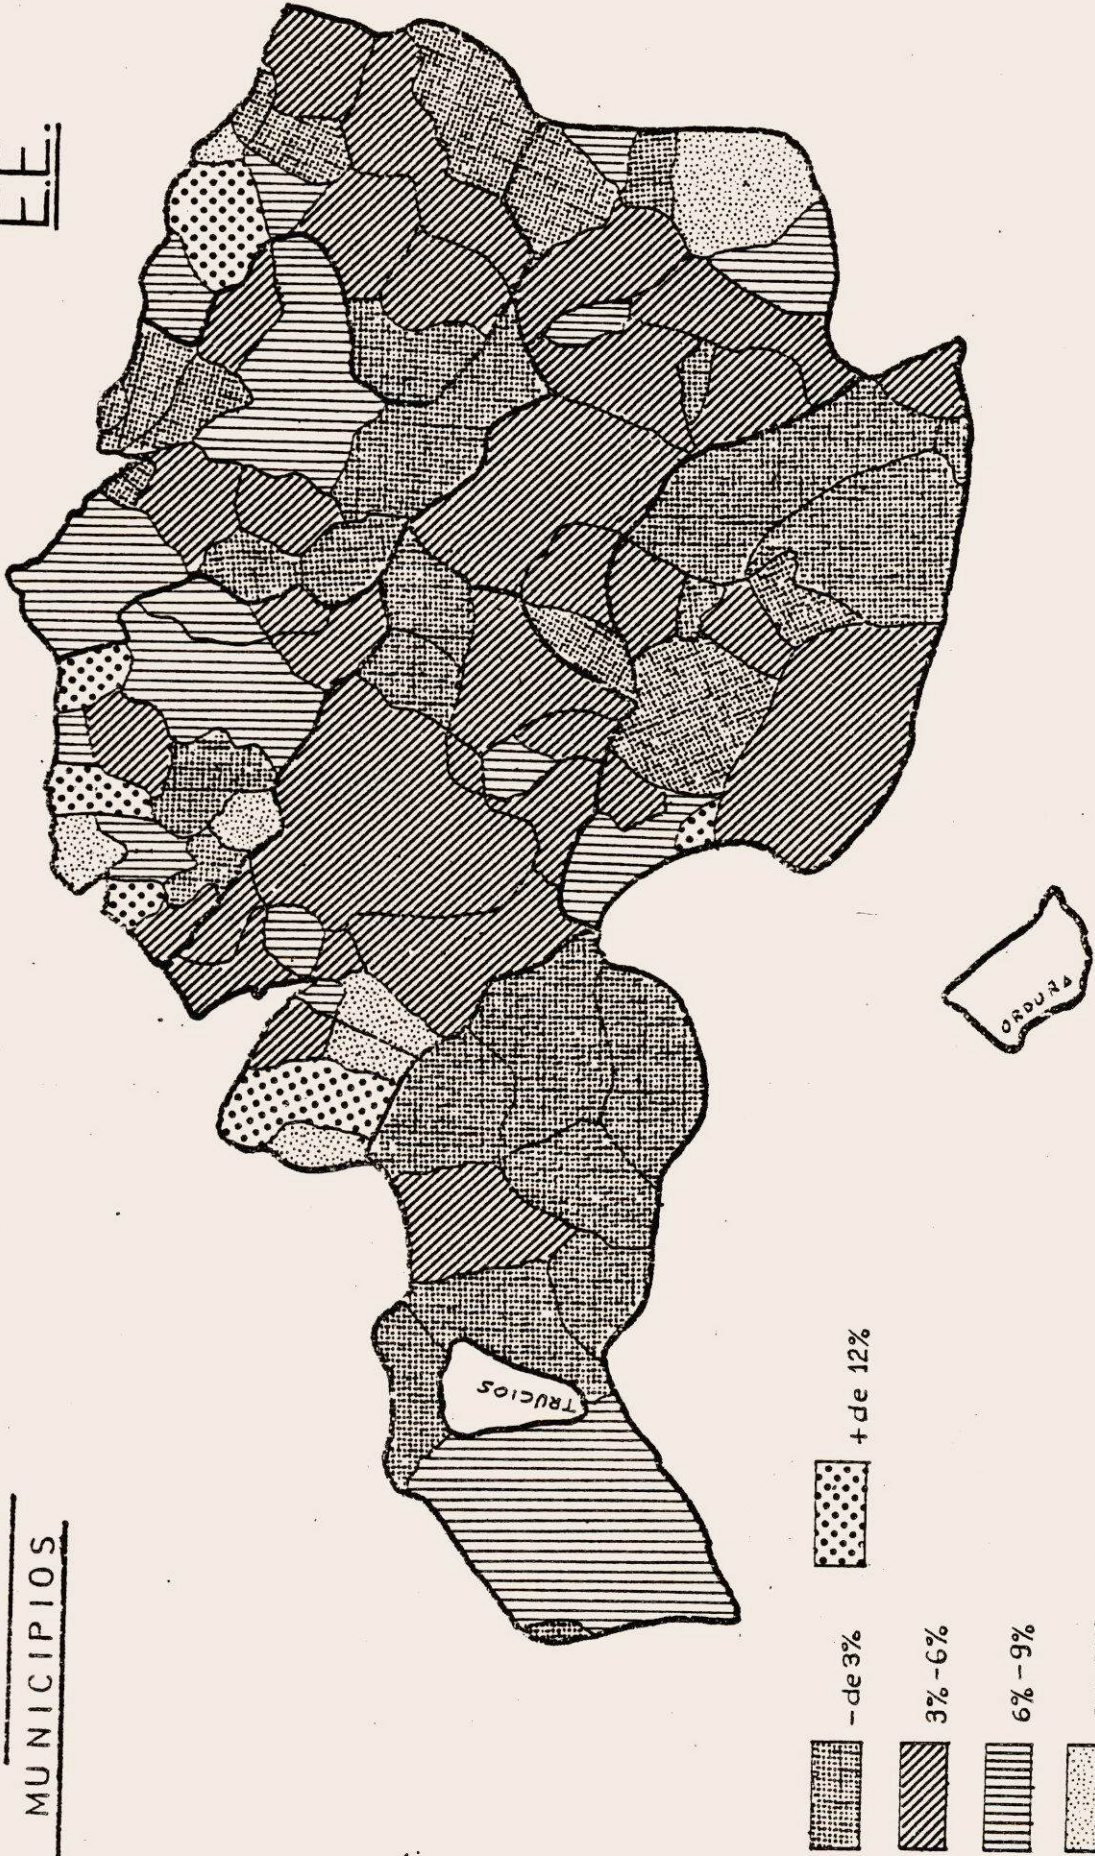 E.E.
MUNICIPIOS
TRUCIOS
ORDUÑA
-de 3%
3%-6%
6%-9%
+de 12%